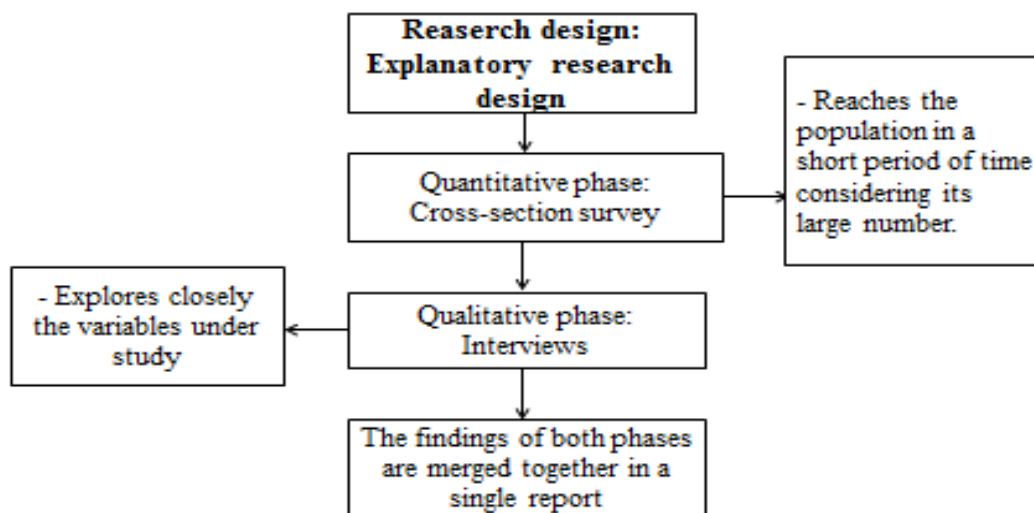 Reaserch design:
Explanatory research
design
- Reaches the
population in a
short period of time
considering its
large number.
Quantitative phase:
Cross-section survey
- Explores closely
the variables under
study
Qualitative phase:
Interviews
The findings of both phases
are merged together in a
single report